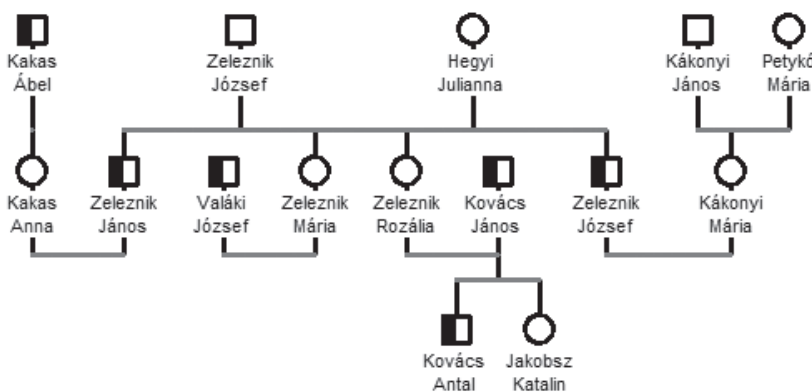 Kakas
Ábel
Zeleznik
József
Hegyi
Julianna
Kákonyi
János
Petykó
Mária
Kakas
Anna
Zeleznik
János
Valáki
József
Zeleznik
Mária
Zeleznik
Rozália
Kovács
János
Zeleznik
József
Kákonyi
Mária
Kovács
Antal
Jakobsz
Katalin